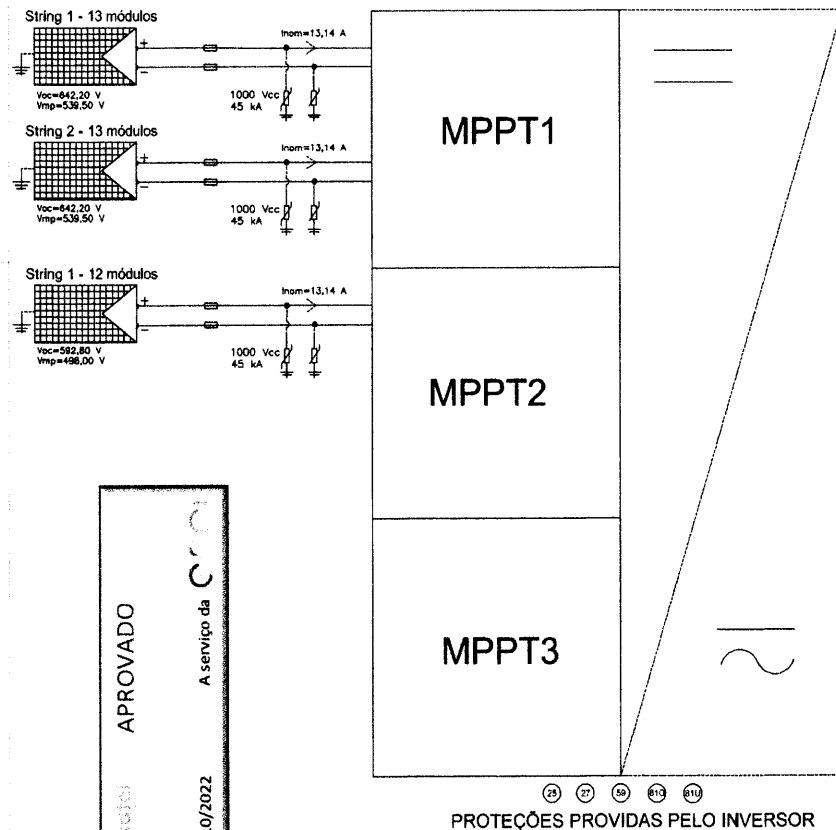 String 1 - 13 módulos
+
−
Inom=13,14 A
1000 Vcc
45 kA
Voc=642,20 V
Vmp=539,50 V
MPPT1
String 2 - 13 módulos
+
−
Inom=13,14 A
1000 Vcc
45 kA
Voc=642,20 V
Vmp=539,50 V
String 1 - 12 módulos
+
−
Inom=13,14 A
1000 Vcc
45 kA
Voc=592,80 V
Vmp=498,00 V
MPPT2
MPPT3
APROVADO
A serviço da
0/2022
25 27 59 81O 81U
PROTEÇÕES PROVIDAS PELO INVERSOR